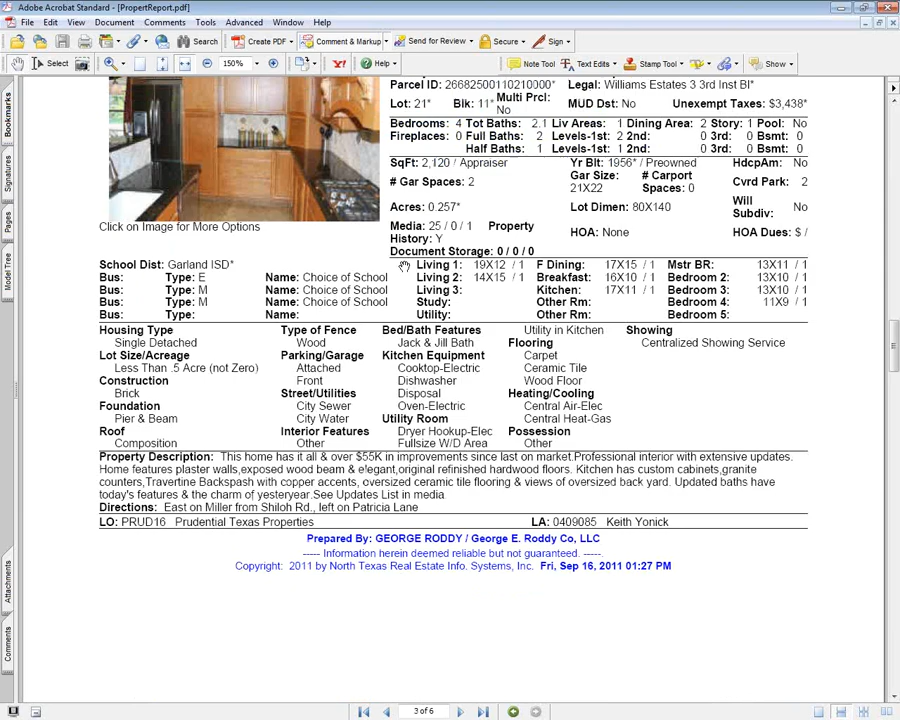 Adobe Acrobat Standard - [PropertReport.pdf]
File Edit View Document Comments Tools Advanced Window Help
Search Create PDF Comment & Markup Send for Review Secure Sign
Select 150% Help Note Tool Text Edits Stamp Tool Show
Bookmarks
Signatures
Pages
Model Tree
Attachments
Comments
Parcel ID: 26682500110210000* Legal: Williams Estates 3 3rd Inst Bl*
Lot: 21* Blk: 11* Multi Prcl: No MUD Dst: No Unexempt Taxes: $3,438*
Bedrooms: 4 Tot Baths: 2.1 Liv Areas: 1 Dining Area: 2 Story: 1 Pool: No
Fireplaces: 0 Full Baths: 2 Levels-1st: 2 2nd: 0 3rd: 0 Bsmt: 0
Half Baths: 1 Levels-1st: 1 2nd: 0 3rd: 0 Bsmt: 0
SqFt: 2,120 / Appraiser Yr Blt: 1956* / Preowned HdcpAm: No
# Gar Spaces: 2 Gar Size: 21X22 # Carport Spaces: 0 Cvrd Park: 2
Acres: 0.257* Lot Dimen: 80X140 Will Subdiv: No
Media: 25 / 0 / 1 Property History: Y HOA: None HOA Dues: $ /
Document Storage: 0 / 0 / 0
Click on Image for More Options
School Dist: Garland ISD* Living 1: 19X12 / 1 F Dining: 17X15 / 1 Mstr BR: 13X11 / 1
Bus: Type: E Name: Choice of School Living 2: 14X15 / 1 Breakfast: 16X10 / 1 Bedroom 2: 13X10 / 1
Bus: Type: M Name: Choice of School Living 3: Kitchen: 17X11 / 1 Bedroom 3: 13X10 / 1
Bus: Type: M Name: Choice of School Study: Other Rm: Bedroom 4: 11X9 / 1
Bus: Type: Name: Utility: Other Rm: Bedroom 5:
Housing Type
Single Detached
Lot Size/Acreage
Less Than .5 Acre (not Zero)
Construction
Brick
Foundation
Pier & Beam
Roof
Composition
Type of Fence
Wood
Parking/Garage
Attached
Front
Street/Utilities
City Sewer
City Water
Interior Features
Other
Bed/Bath Features
Jack & Jill Bath
Kitchen Equipment
Cooktop-Electric
Dishwasher
Disposal
Oven-Electric
Utility Room
Dryer Hookup-Elec
Fullsize W/D Area
Utility in Kitchen
Flooring
Carpet
Ceramic Tile
Wood Floor
Heating/Cooling
Central Air-Elec
Central Heat-Gas
Possession
Other
Showing
Centralized Showing Service
Property Description: This home has it all & over $55K in improvements since last on market.Professional interior with extensive updates.
Home features plaster walls,exposed wood beam & elegant,original refinished hardwood floors. Kitchen has custom cabinets,granite
counters,Travertine Backspash with copper accents, oversized ceramic tile flooring & views of oversized back yard. Updated baths have
today's features & the charm of yesteryear.See Updates List in media
Directions: East on Miller from Shiloh Rd., left on Patricia Lane
LO: PRUD16 Prudential Texas Properties LA: 0409085 Keith Yonick
Prepared By: GEORGE RODDY / George E. Roddy Co, LLC
----- Information herein deemed reliable but not guaranteed. -----.
Copyright: 2011 by North Texas Real Estate Info. Systems, Inc. Fri, Sep 16, 2011 01:27 PM
3 of 6